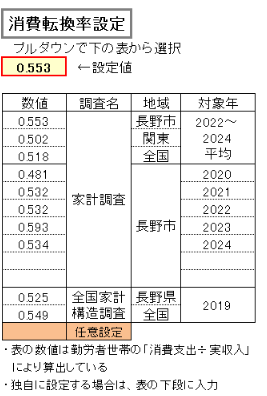 消費転換率設定
プルダウンで下の表から選択
0.553 ←設定値
数値 調査名 地域 対象年
0.553 家計調査 長野市 2022～2024平均
0.502 関東
0.518 全国
0.481 長野市 2020
0.532 2021
0.532 2022
0.593 2023
0.534 2024
0.525 全国家計構造調査 長野県 2019
0.549 全国
任意設定
・表の数値は勤労者世帯の「消費支出÷実収入」
により算出している
・独自に設定する場合は、表の下段に入力